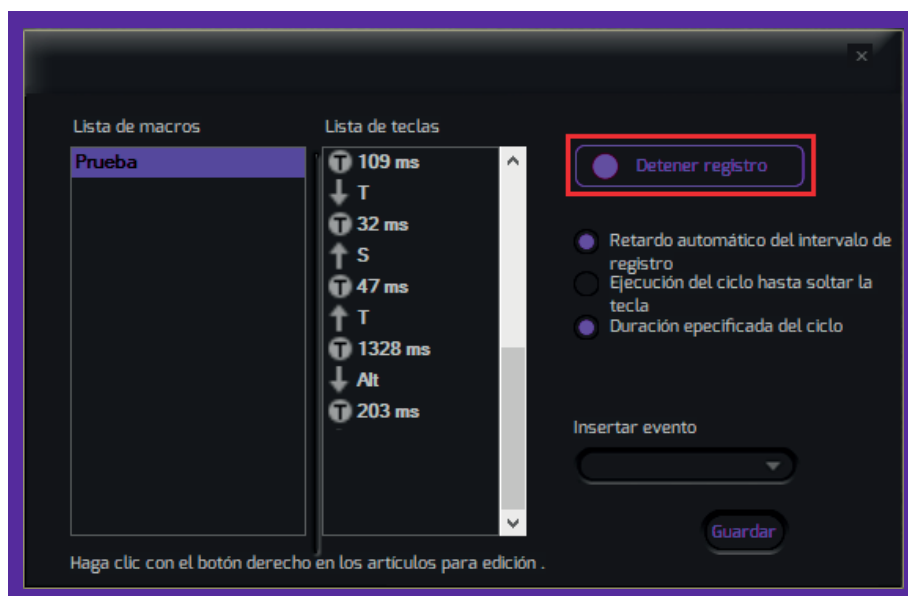 Lista de macros
Lista de teclas
Prueba
109 ms
T
32 ms
S
47 ms
T
1328 ms
Alt
203 ms
Detener registro
Retardo automático del intervalo de
registro
Ejecución del ciclo hasta soltar la
tecla
Duración epecificada del ciclo
Insertar evento
Guardar
Haga clic con el botón derecho en los artículos para edición .